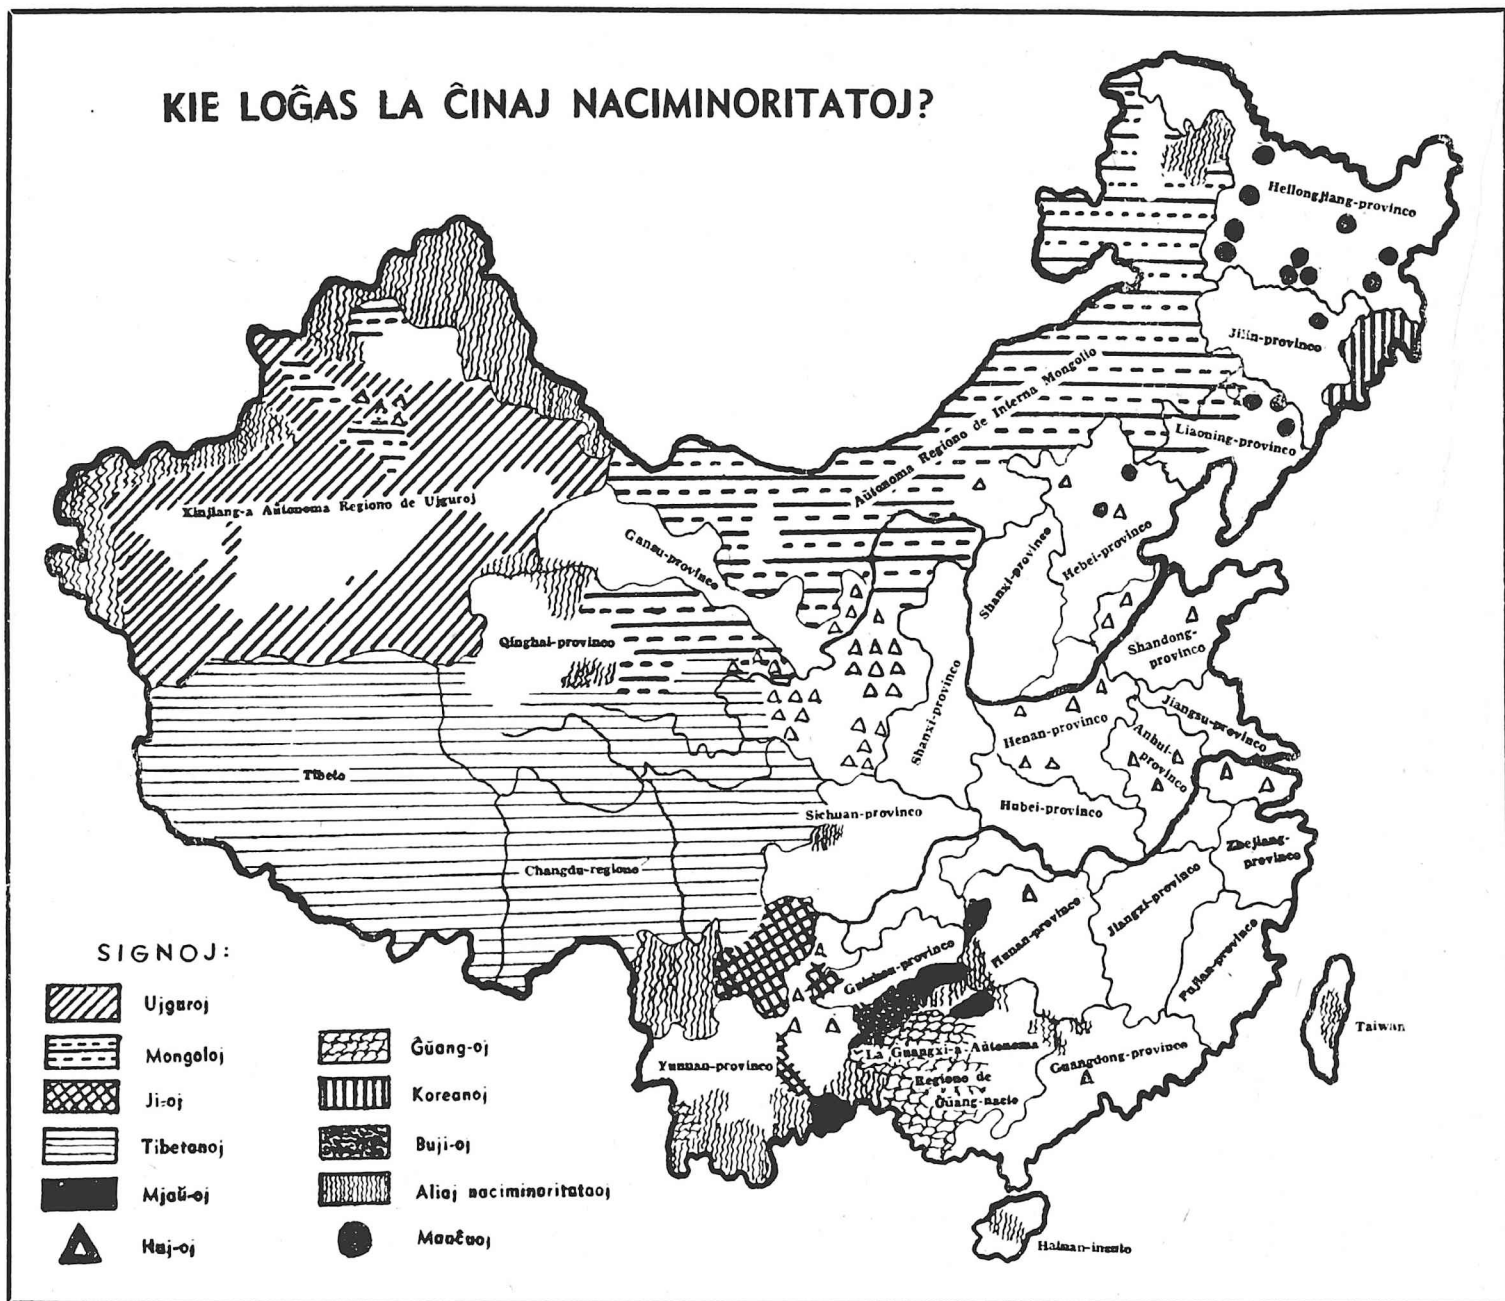 KIE LOĜAS LA ĈINAJ NACIMINORITATOJ?
Heilongjiang-provinco
Jilin-provinco
Liaoning-provinco
Aŭtonoma Regiono de Interna Mongolio
Xinjiang-a Aŭtonoma Regiono de Ujguroj
Gansu-provinco
Shanxi-provinco
Hebei-provinco
Qinghai-provinco
Shandong-
provinco
Shanxi-provinco
Henan-provinco
Jiangsu-provinco
Anhui-
provinco
Tibeto
Sichuan-provinco
Hubei-provinco
Zhejiang-
provinco
Changdu-regiono
Guizhou-provinco
Hunan-provinco
Jiangxi-provinco
Fujian-provinco
Taiwan
Yunnan-provinco
La Guangxi-a Aŭtonoma
Regiono de
Ĝŭang-nacio
Guangdong-provinco
Hainan-insulo
SIGNOJ:
Ujguroj
Mongoloj
Ji-oj
Tibetanoj
Mjaŭ-oj
Huj-oj
Ĝŭang-oj
Koreanoj
Buji-oj
Aliaj naciminoritataoj
Manĉuoj